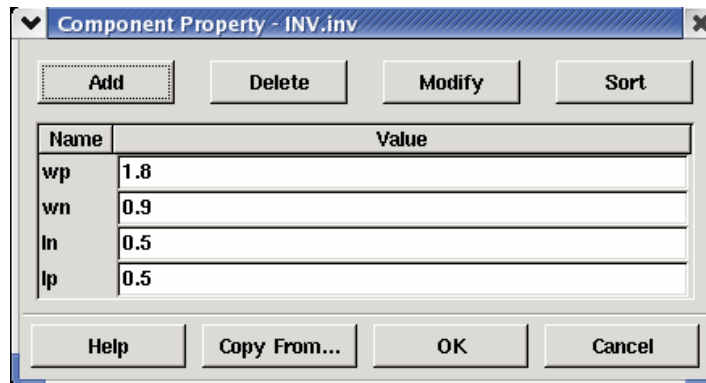 Component Property - INV.inv
Add Delete Modify Sort
Name Value
wp 1.8
wn 0.9
ln 0.5
lp 0.5
Help Copy From... OK Cancel